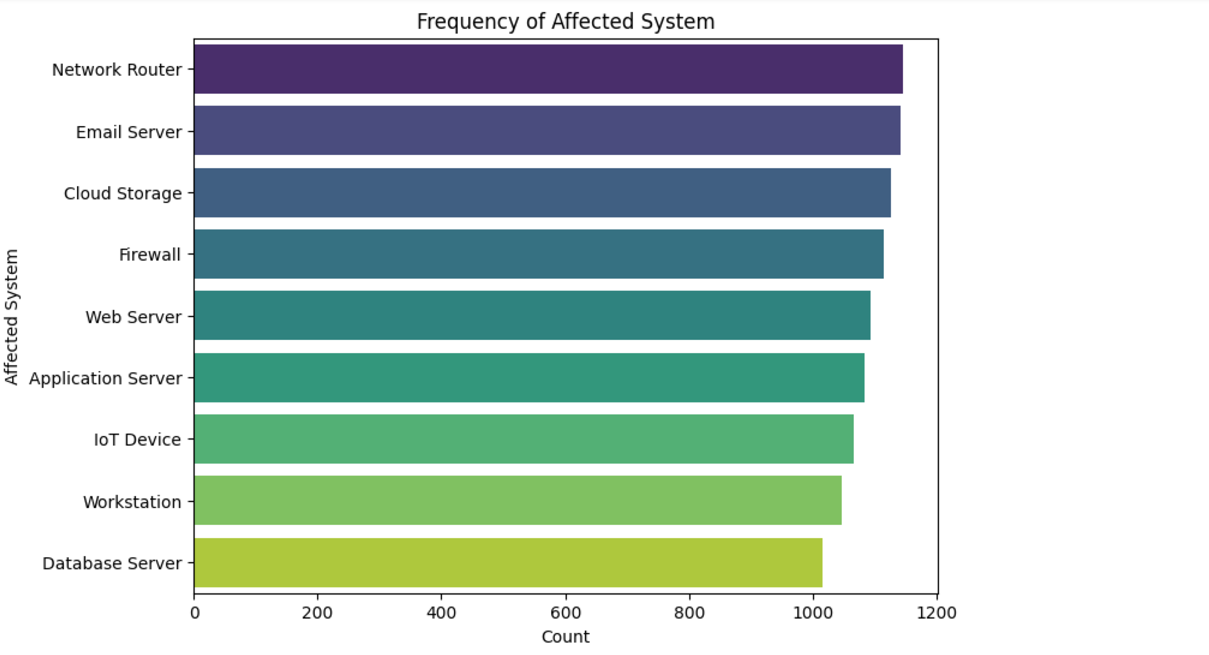 Frequency of Affected System
Affected System
Network Router
Email Server
Cloud Storage
Firewall
Web Server
Application Server
IoT Device
Workstation
Database Server
0 200 400 600 800 1000 1200
Count